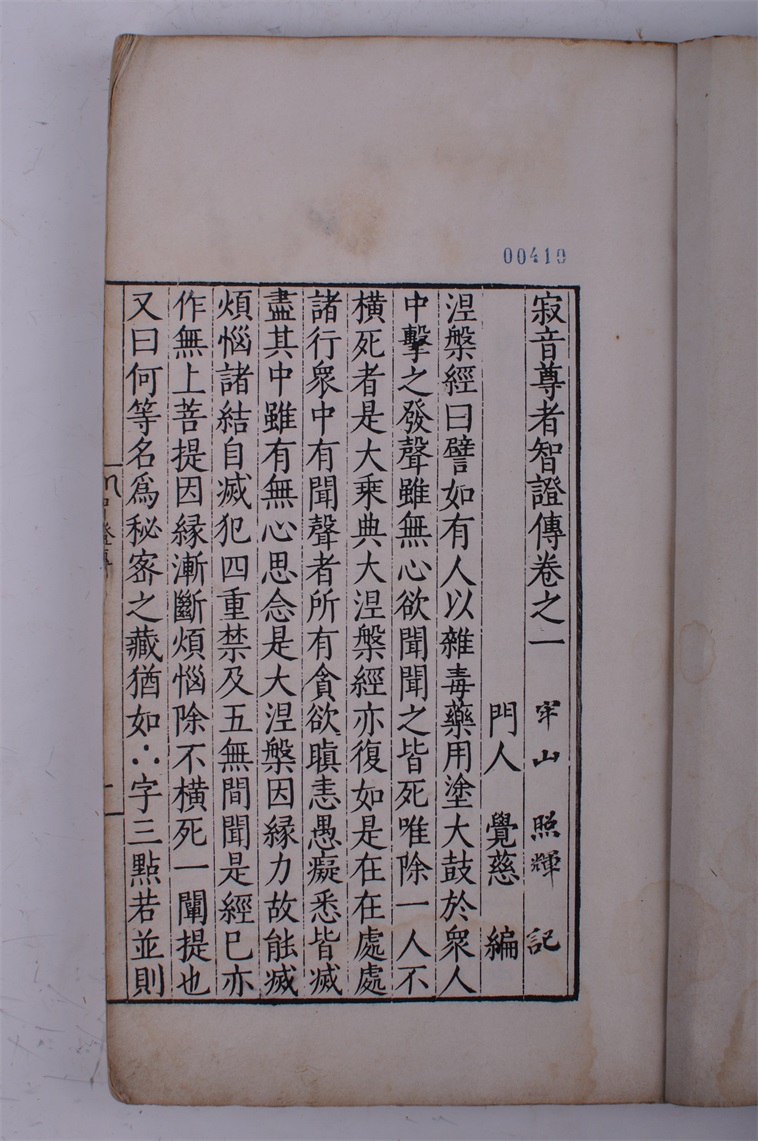 00410
寂音尊者智證傳卷之一 寧山 照輝 記
門人 覺慈 編
涅槃經曰譬如有人以雜毒藥用塗大鼓於衆人
中擊之發聲雖無心欲聞聞之皆死唯除一人不
橫死者是大乘典大涅槃經亦復如是在在處處
諸行衆中有聞聲者所有貪欲瞋恚愚癡悉皆滅
盡其中雖有無心思念是大涅槃因緣力故能滅
煩惱諸結自滅犯四重禁及五無間聞是經已亦
作無上菩提因緣漸斷煩惱除不橫死一闡提也
又曰何等名爲秘密之藏猶如∴字三點若並則